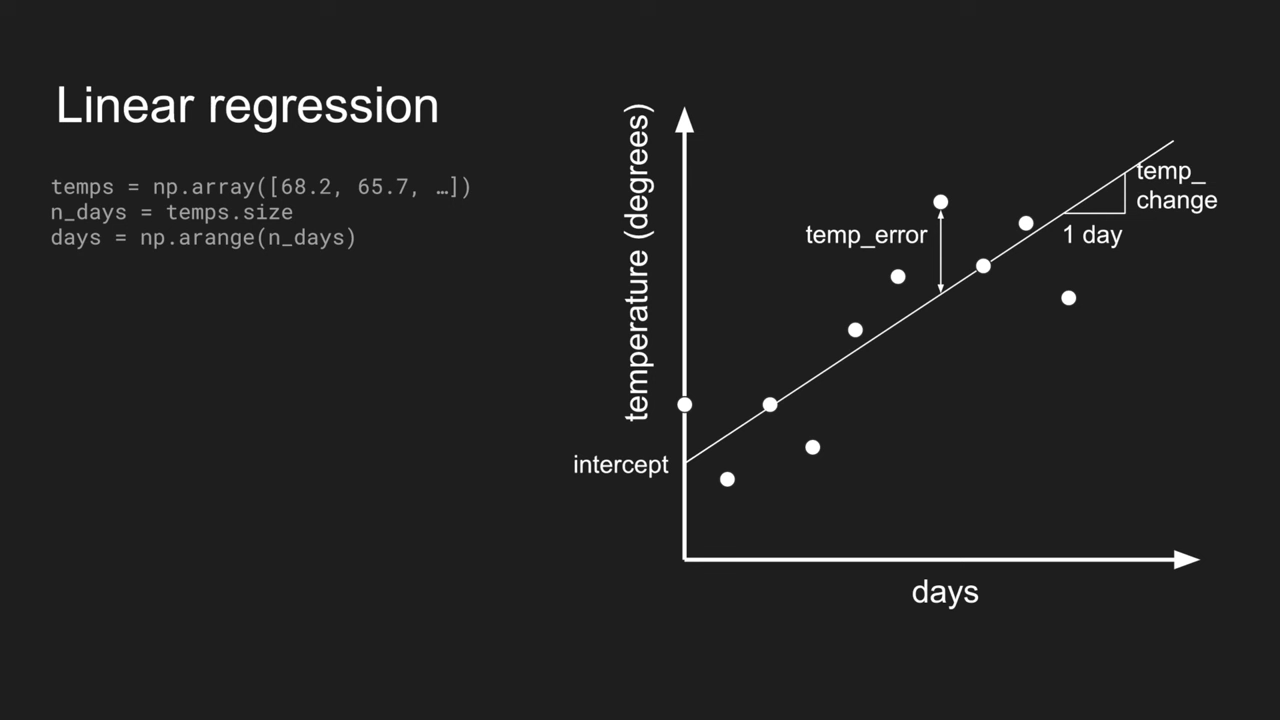 Linear regression
temps = np.array([68.2, 65.7, …])
n_days = temps.size
days = np.arange(n_days)
temperature (degrees)
temp_
change
1 day
temp_error
intercept
days